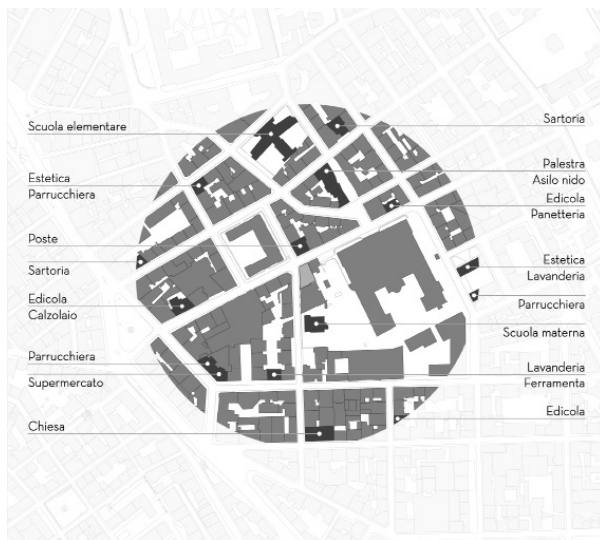 Scuola elementare
Estetica
Parrucchiera
Poste
Sartoria
Edicola
Calzolaio
Parrucchiera
Supermercato
Chiesa
Sartoria
Palestra
Asilo nido
Edicola
Panetteria
Estetica
Lavanderia
Parrucchiera
Scuola materna
Lavanderia
Ferramenta
Edicola